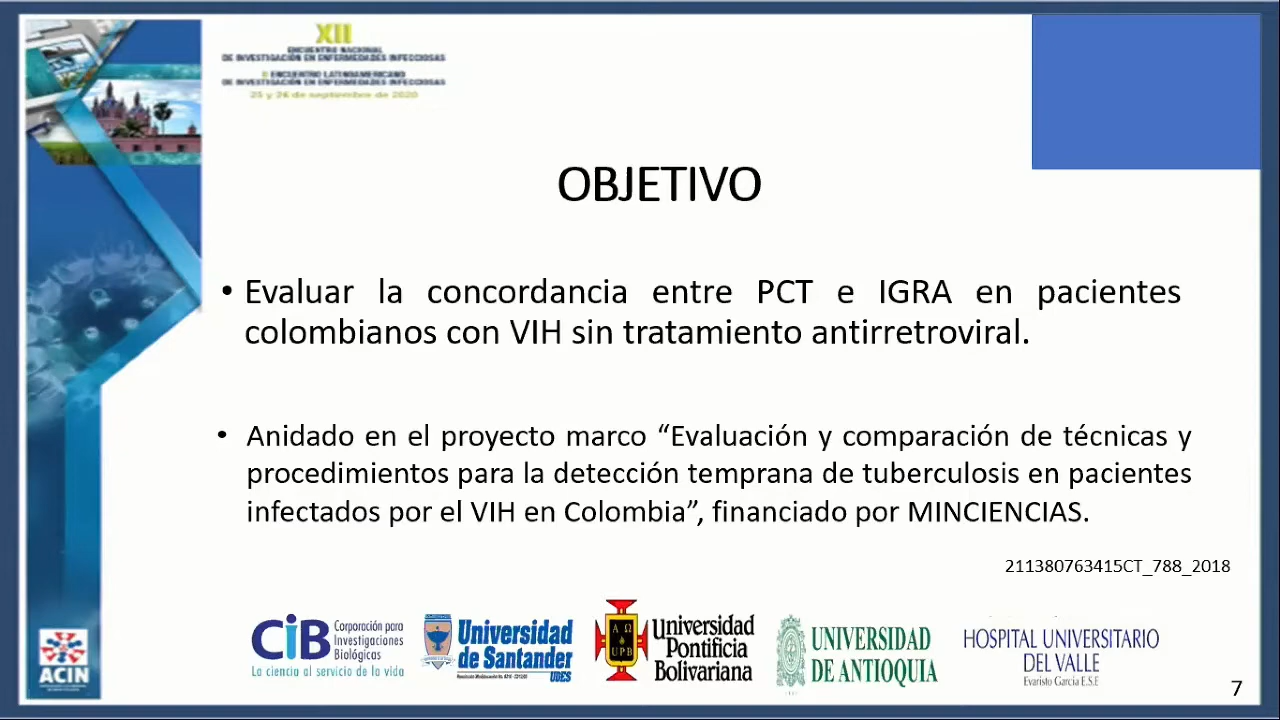 XII
ENCUENTRO NACIONAL
DE INVESTIGACIÓN EN ENFERMEDADES INFECCIOSAS
II ENCUENTRO LATINOAMERICANO
DE INVESTIGACIÓN EN ENFERMEDADES INFECCIOSAS
25 y 26 de septiembre de 2020
OBJETIVO
• Evaluar la concordancia entre PCT e IGRA en pacientes
colombianos con VIH sin tratamiento antirretroviral.
• Anidado en el proyecto marco “Evaluación y comparación de técnicas y
procedimientos para la detección temprana de tuberculosis en pacientes
infectados por el VIH en Colombia”, financiado por MINCIENCIAS.
211380763415CT_788_2018
CIB
Corporación para
Investigaciones
Biológicas
La ciencia al servicio de la vida
Universidad
de Santander
UDES
Α Ω
UPB
Universidad
Pontificia
Bolivariana
UNIVERSIDAD
DE ANTIOQUIA
HOSPITAL UNIVERSITARIO
DEL VALLE
Evaristo Garcia E.S.E
ACIN
7